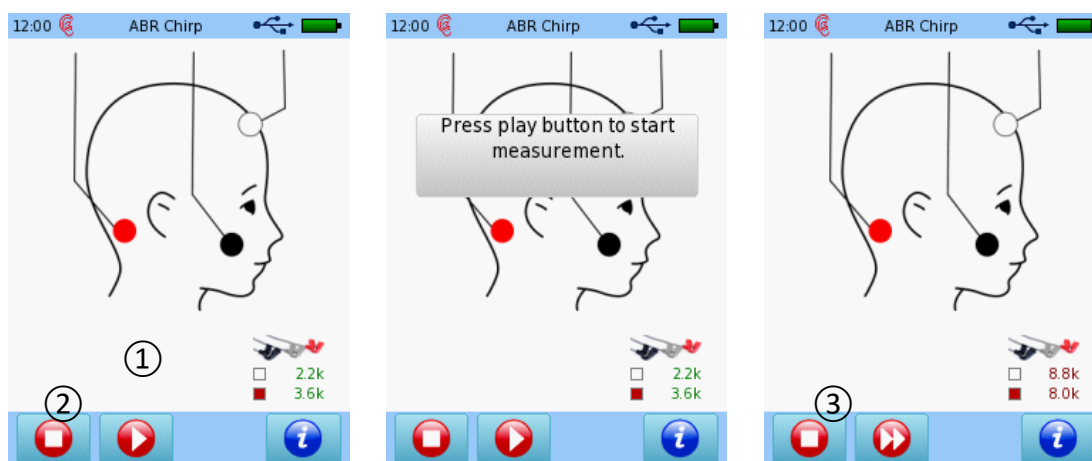 12:00 ABR Chirp
①
2.2k
3.6k
②
12:00 ABR Chirp
Press play button to start
measurement.
2.2k
3.6k
12:00 ABR Chirp
8.8k
8.0k
③